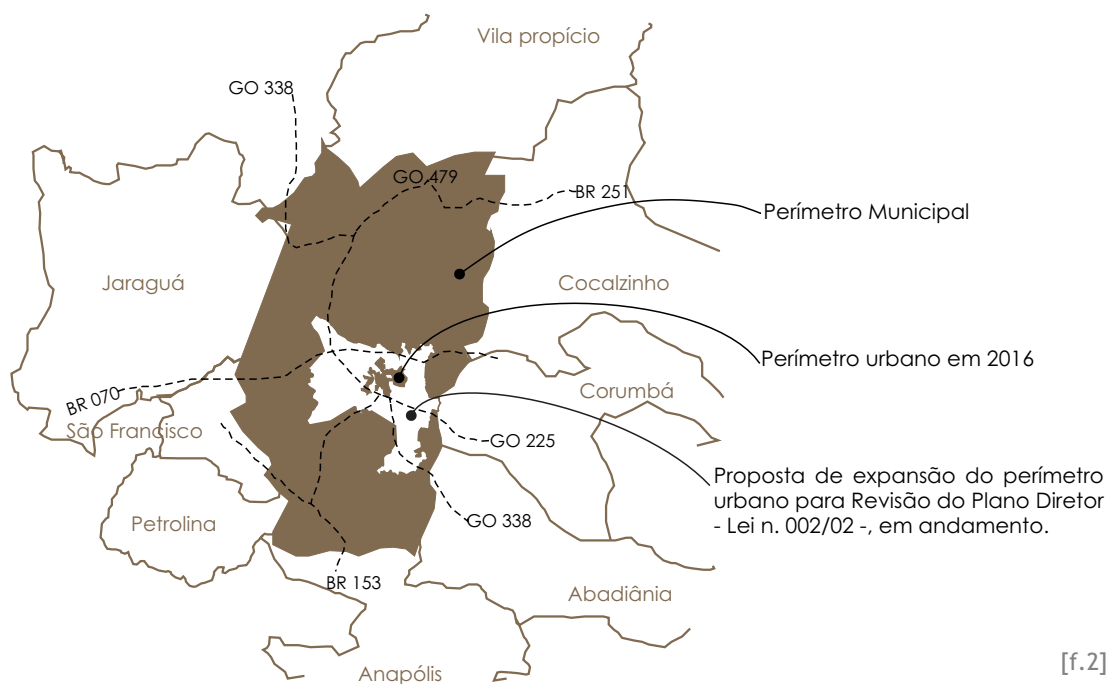 Vila propício
GO 338
GO 479
BR 251
Perímetro Municipal
Jaraguá
Cocalzinho
Perímetro urbano em 2016
BR 070
Corumbá
São Francisco
GO 225
Proposta de expansão do perímetro
urbano para Revisão do Plano Diretor
- Lei n. 002/02 -, em andamento.
Petrolina
GO 338
BR 153
Abadiânia
Anapólis
[f.2]